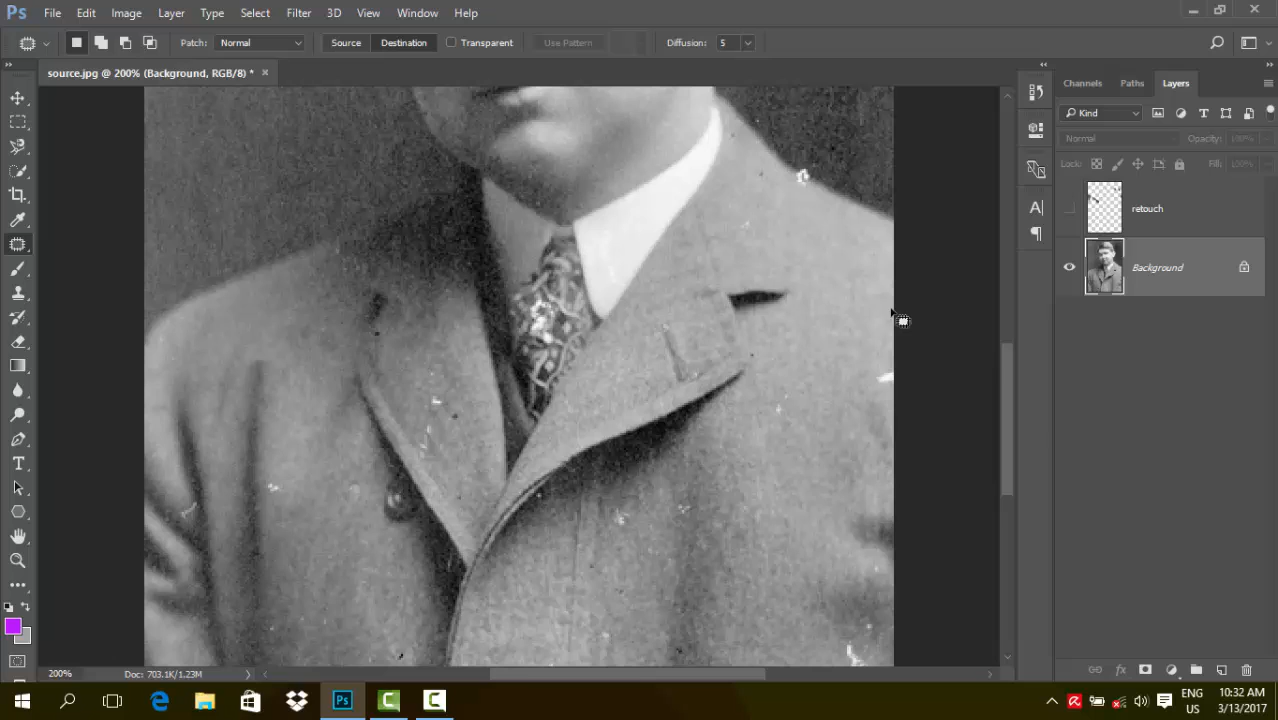 Ps File Edit Image Layer Type Select Filter 3D View Window Help
Patch: Normal Source Destination Transparent Use Pattern Diffusion: 5
source.jpg @ 200% (Background, RGB/8) * ×
Channels Paths Layers
Kind
Normal Opacity: 100%
Lock: Fill: 100%
retouch
Background
200% Doc: 703.1K/1.23M
ENG 10:32 AM
US 3/13/2017